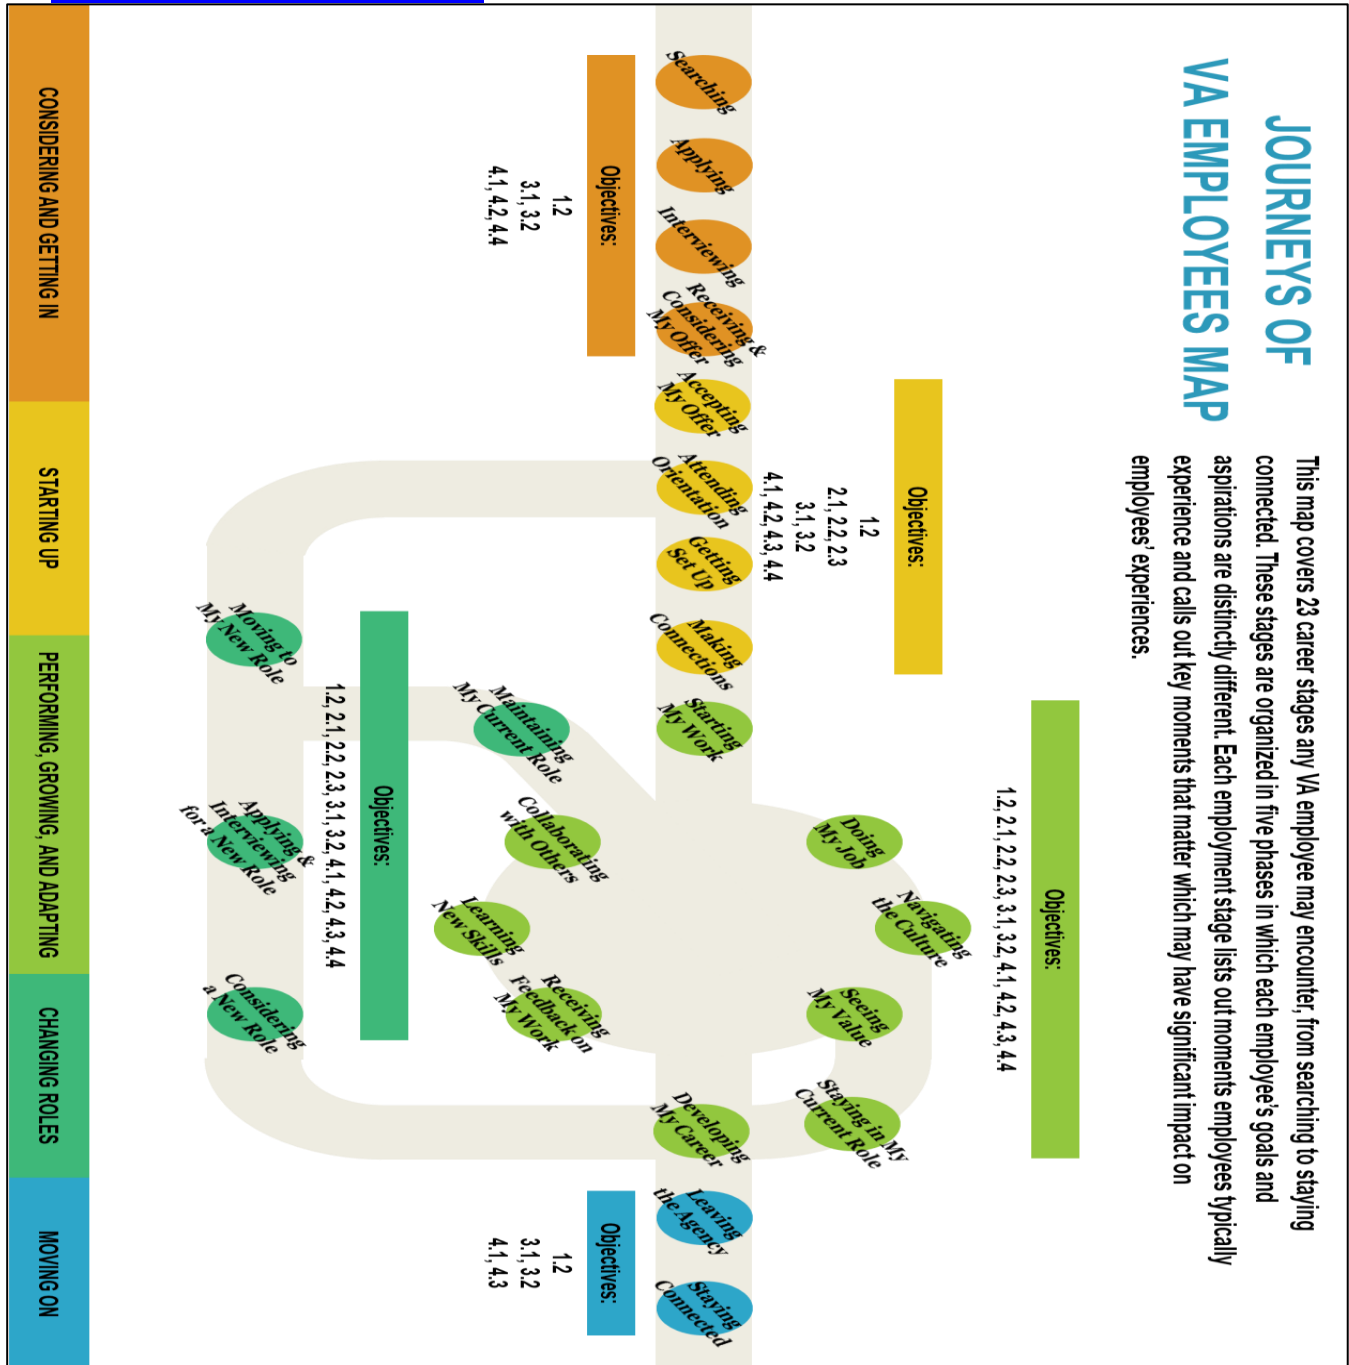 JOURNEYS OF
VA EMPLOYEES MAP
This map covers 23 career stages any VA employee may encounter, from searching to staying
connected. These stages are organized in five phases in which each employee's goals and
aspirations are distinctly different. Each employment stage lists out moments employees typically
experience and calls out key moments that matter which may have significant impact on
employees' experiences.
Objectives:
1.2, 2.1, 2.2, 2.3, 3.1, 3.2, 4.1, 4.2, 4.3, 4.4
Objectives:
1.2
2.1, 2.2, 2.3
3.1, 3.2
4.1, 4.2, 4.3, 4.4
Navigating
the Culture
Doing
My Job
Seeing
My Value
Staying in My
Current Role
Searching
Applying
Interviewing
Receiving &
Considering
My Offer
Accepting
My Offer
Attending
Orientation
Getting
Set Up
Making
Connections
Starting
My Work
Developing
My Career
Leaving
the Agency
Staying
Connected
Objectives:
1.2
3.1, 3.2
4.1, 4.2, 4.4
Maintaining
My Current Role
Collaborating
with Others
Learning
New Skills
Receiving
Feedback on
My Work
Objectives:
1.2
3.1, 3.2
4.1, 4.3
Objectives:
1.2, 2.1, 2.2, 2.3, 3.1, 3.2, 4.1, 4.2, 4.3, 4.4
Moving to
My New Role
Applying &
Interviewing
for a New Role
Considering
a New Role
CONSIDERING AND GETTING IN
STARTING UP
PERFORMING, GROWING, AND ADAPTING
CHANGING ROLES
MOVING ON